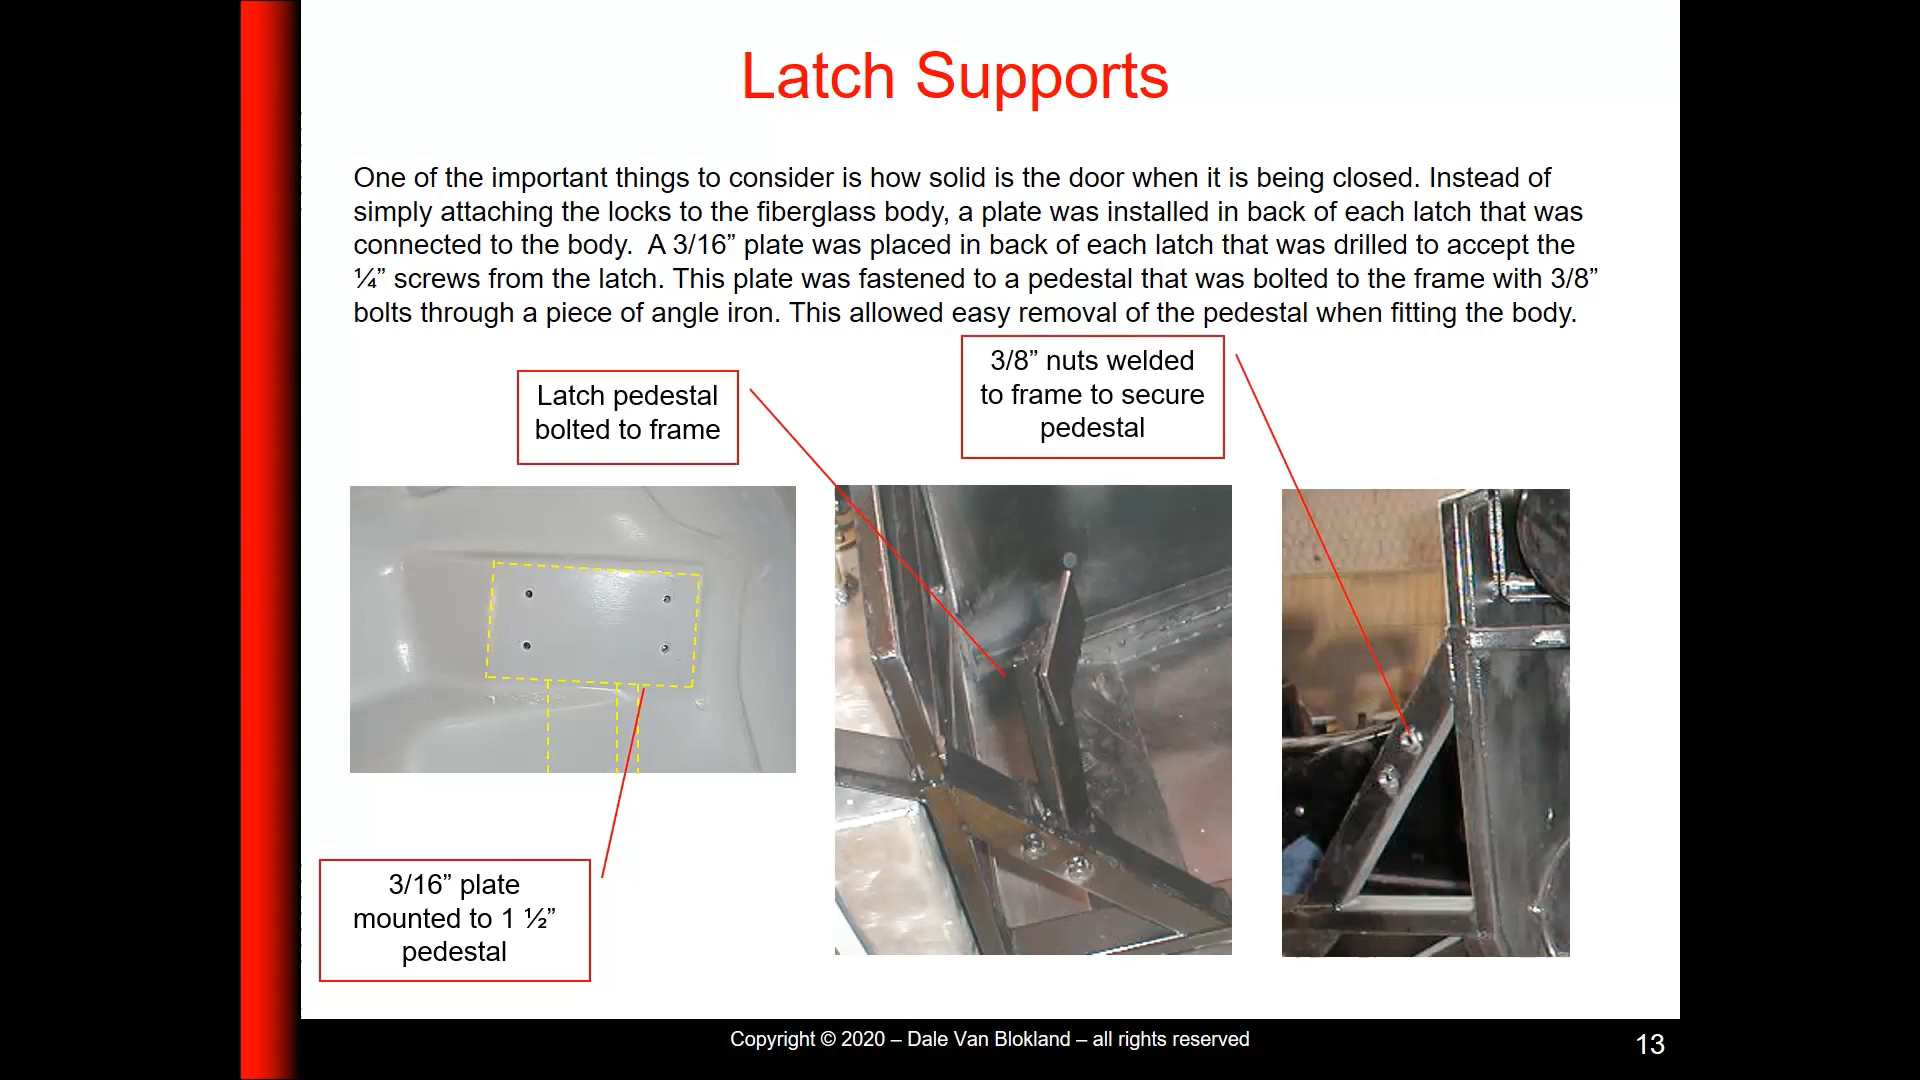 Latch Supports
One of the important things to consider is how solid is the door when it is being closed. Instead of
simply attaching the locks to the fiberglass body, a plate was installed in back of each latch that was
connected to the body.  A 3/16” plate was placed in back of each latch that was drilled to accept the
¼” screws from the latch. This plate was fastened to a pedestal that was bolted to the frame with 3/8”
bolts through a piece of angle iron. This allowed easy removal of the pedestal when fitting the body.
Latch pedestal
bolted to frame
3/8” nuts welded
to frame to secure
pedestal
3/16” plate
mounted to 1 ½”
pedestal
Copyright © 2020 – Dale Van Blokland – all rights reserved
13